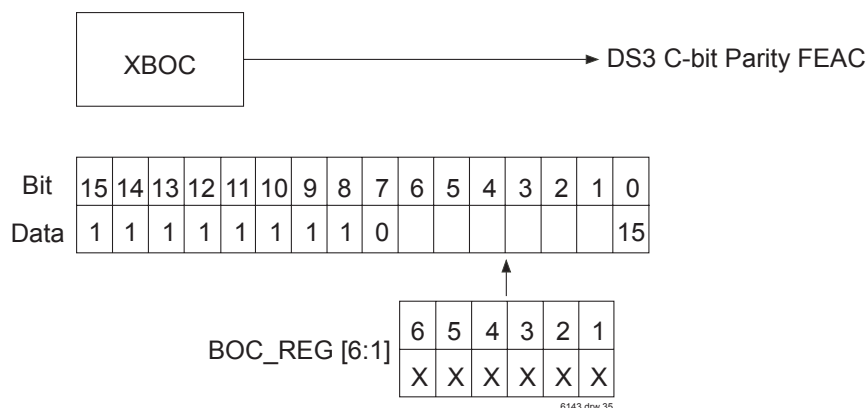 XBOC
DS3 C-bit Parity FEAC
Bit 15 14 13 12 11 10 9 8 7 6 5 4 3 2 1 0
Data 1 1 1 1 1 1 1 1 0 15
6 5 4 3 2 1
BOC_REG [6:1]
X X X X X X
6143 drw 35